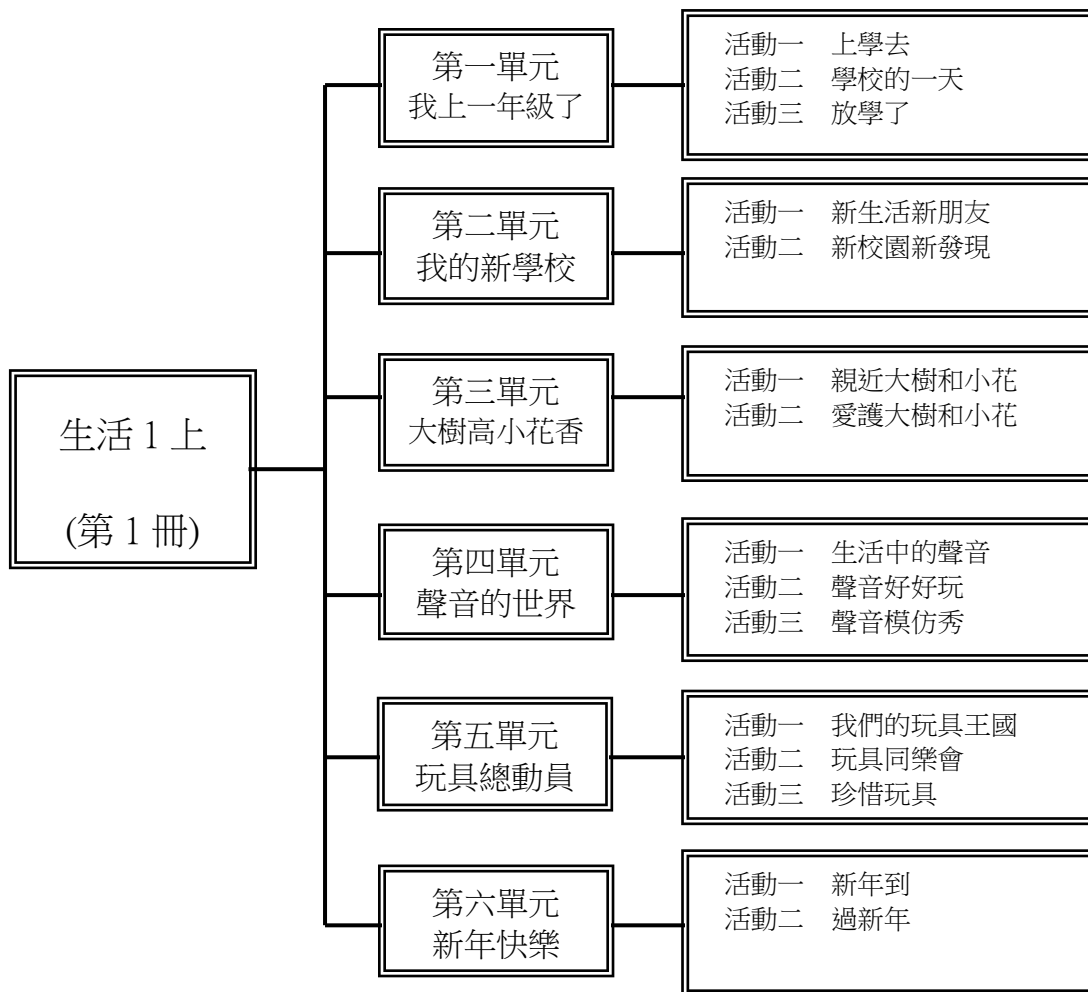 生活 1 上
(第 1 冊)
第一單元
我上一年級了
活動一　上學去
活動二　學校的一天
活動三　放學了
第二單元
我的新學校
活動一　新生活新朋友
活動二　新校園新發現
第三單元
大樹高小花香
活動一　親近大樹和小花
活動二　愛護大樹和小花
第四單元
聲音的世界
活動一　生活中的聲音
活動二　聲音好好玩
活動三　聲音模仿秀
第五單元
玩具總動員
活動一　我們的玩具王國
活動二　玩具同樂會
活動三　珍惜玩具
第六單元
新年快樂
活動一　新年到
活動二　過新年